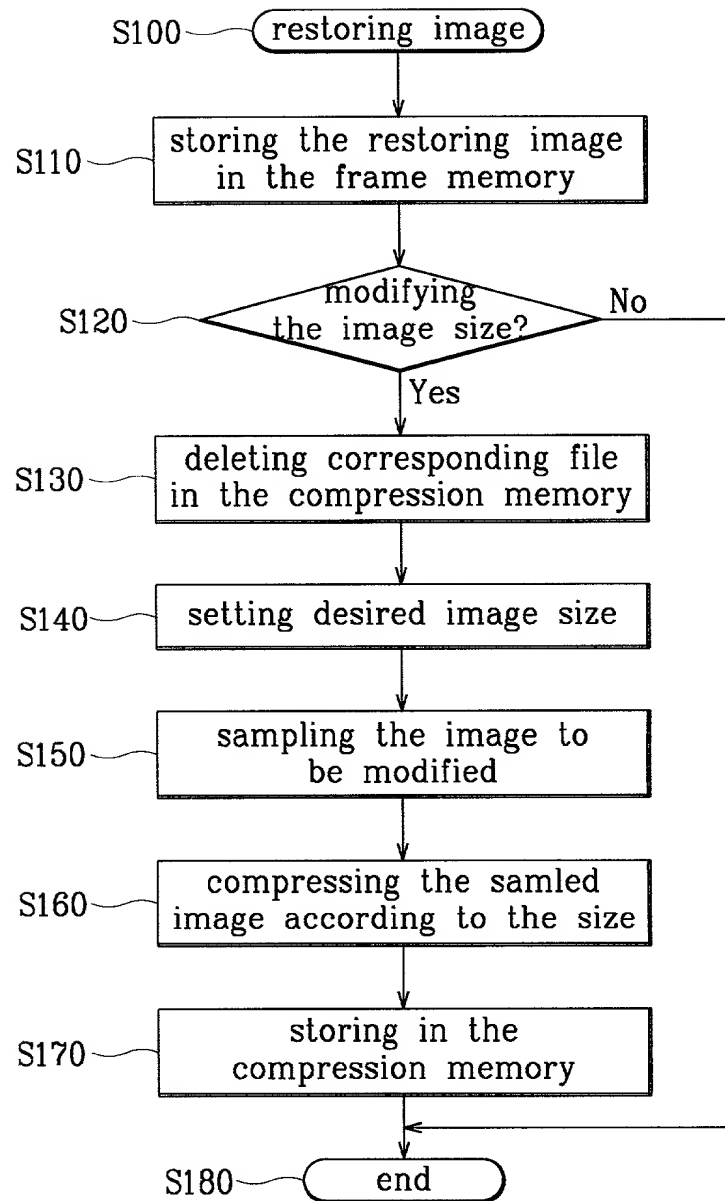 S100 restoring image
S110 storing the restoring image
in the frame memory
S120 modifying
the image size?
No
Yes
S130 deleting corresponding file
in the compression memory
S140 setting desired image size
S150 sampling the image to
be modified
S160 compressing the samled
image according to the size
S170 storing in the
compression memory
S180 end